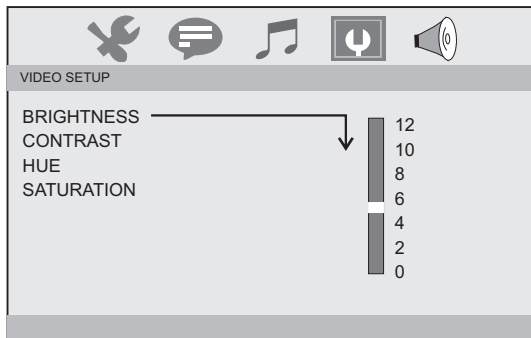 VIDEO SETUP
BRIGHTNESS
CONTRAST
HUE
SATURATION
12
10
8
6
4
2
0